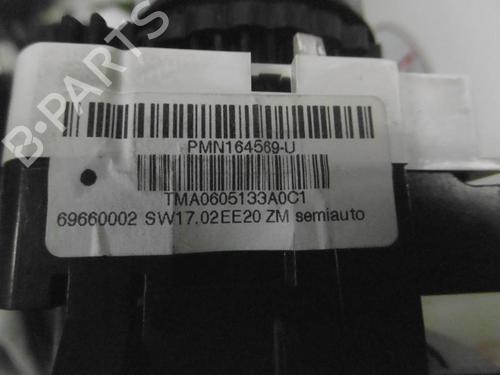 B-PARTS
PMN164569-U
TMA0605133A0C1
69660002 SW17.02EE20 ZM semiauto